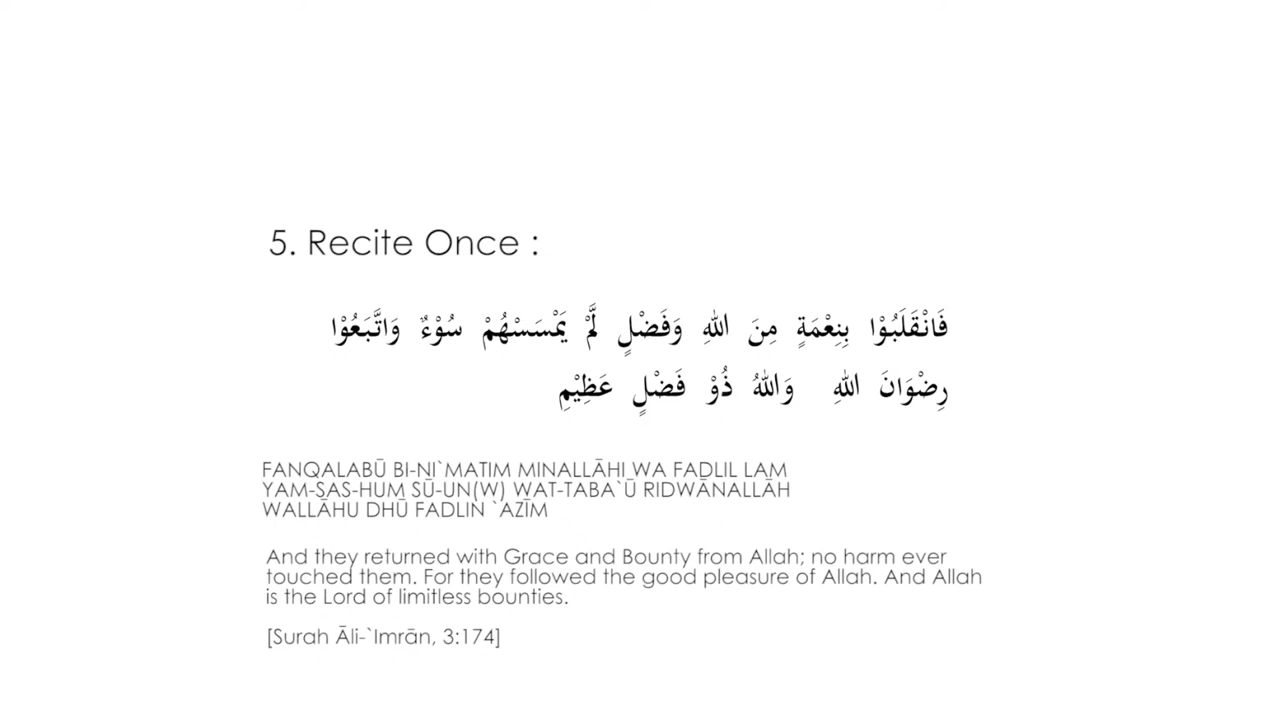 5. Recite Once :
فَانْقَلَبُوْا بِنِعْمَةٍ مِنَ اللهِ وَفَضْلٍ لَّمْ يَمْسَسْهُمْ سُوْءٌ وَاتَّبَعُوْا
رِضْوَانَ اللهِ وَاللهُ ذُوْ فَضْلٍ عَظِيْمِ
FANQALABŪ BI-NI`MATIM MINALLĀHI WA FADLIL LAM
YAM-SAS-HUM SŪ-UN(W) WAT-TABA`Ū RIDWĀNALLĀH
WALLĀHU DHŪ FADLIN `AZĪM
And they returned with Grace and Bounty from Allah; no harm ever
touched them. For they followed the good pleasure of Allah. And Allah
is the Lord of limitless bounties.
[Surah Āli-`Imrān, 3:174]